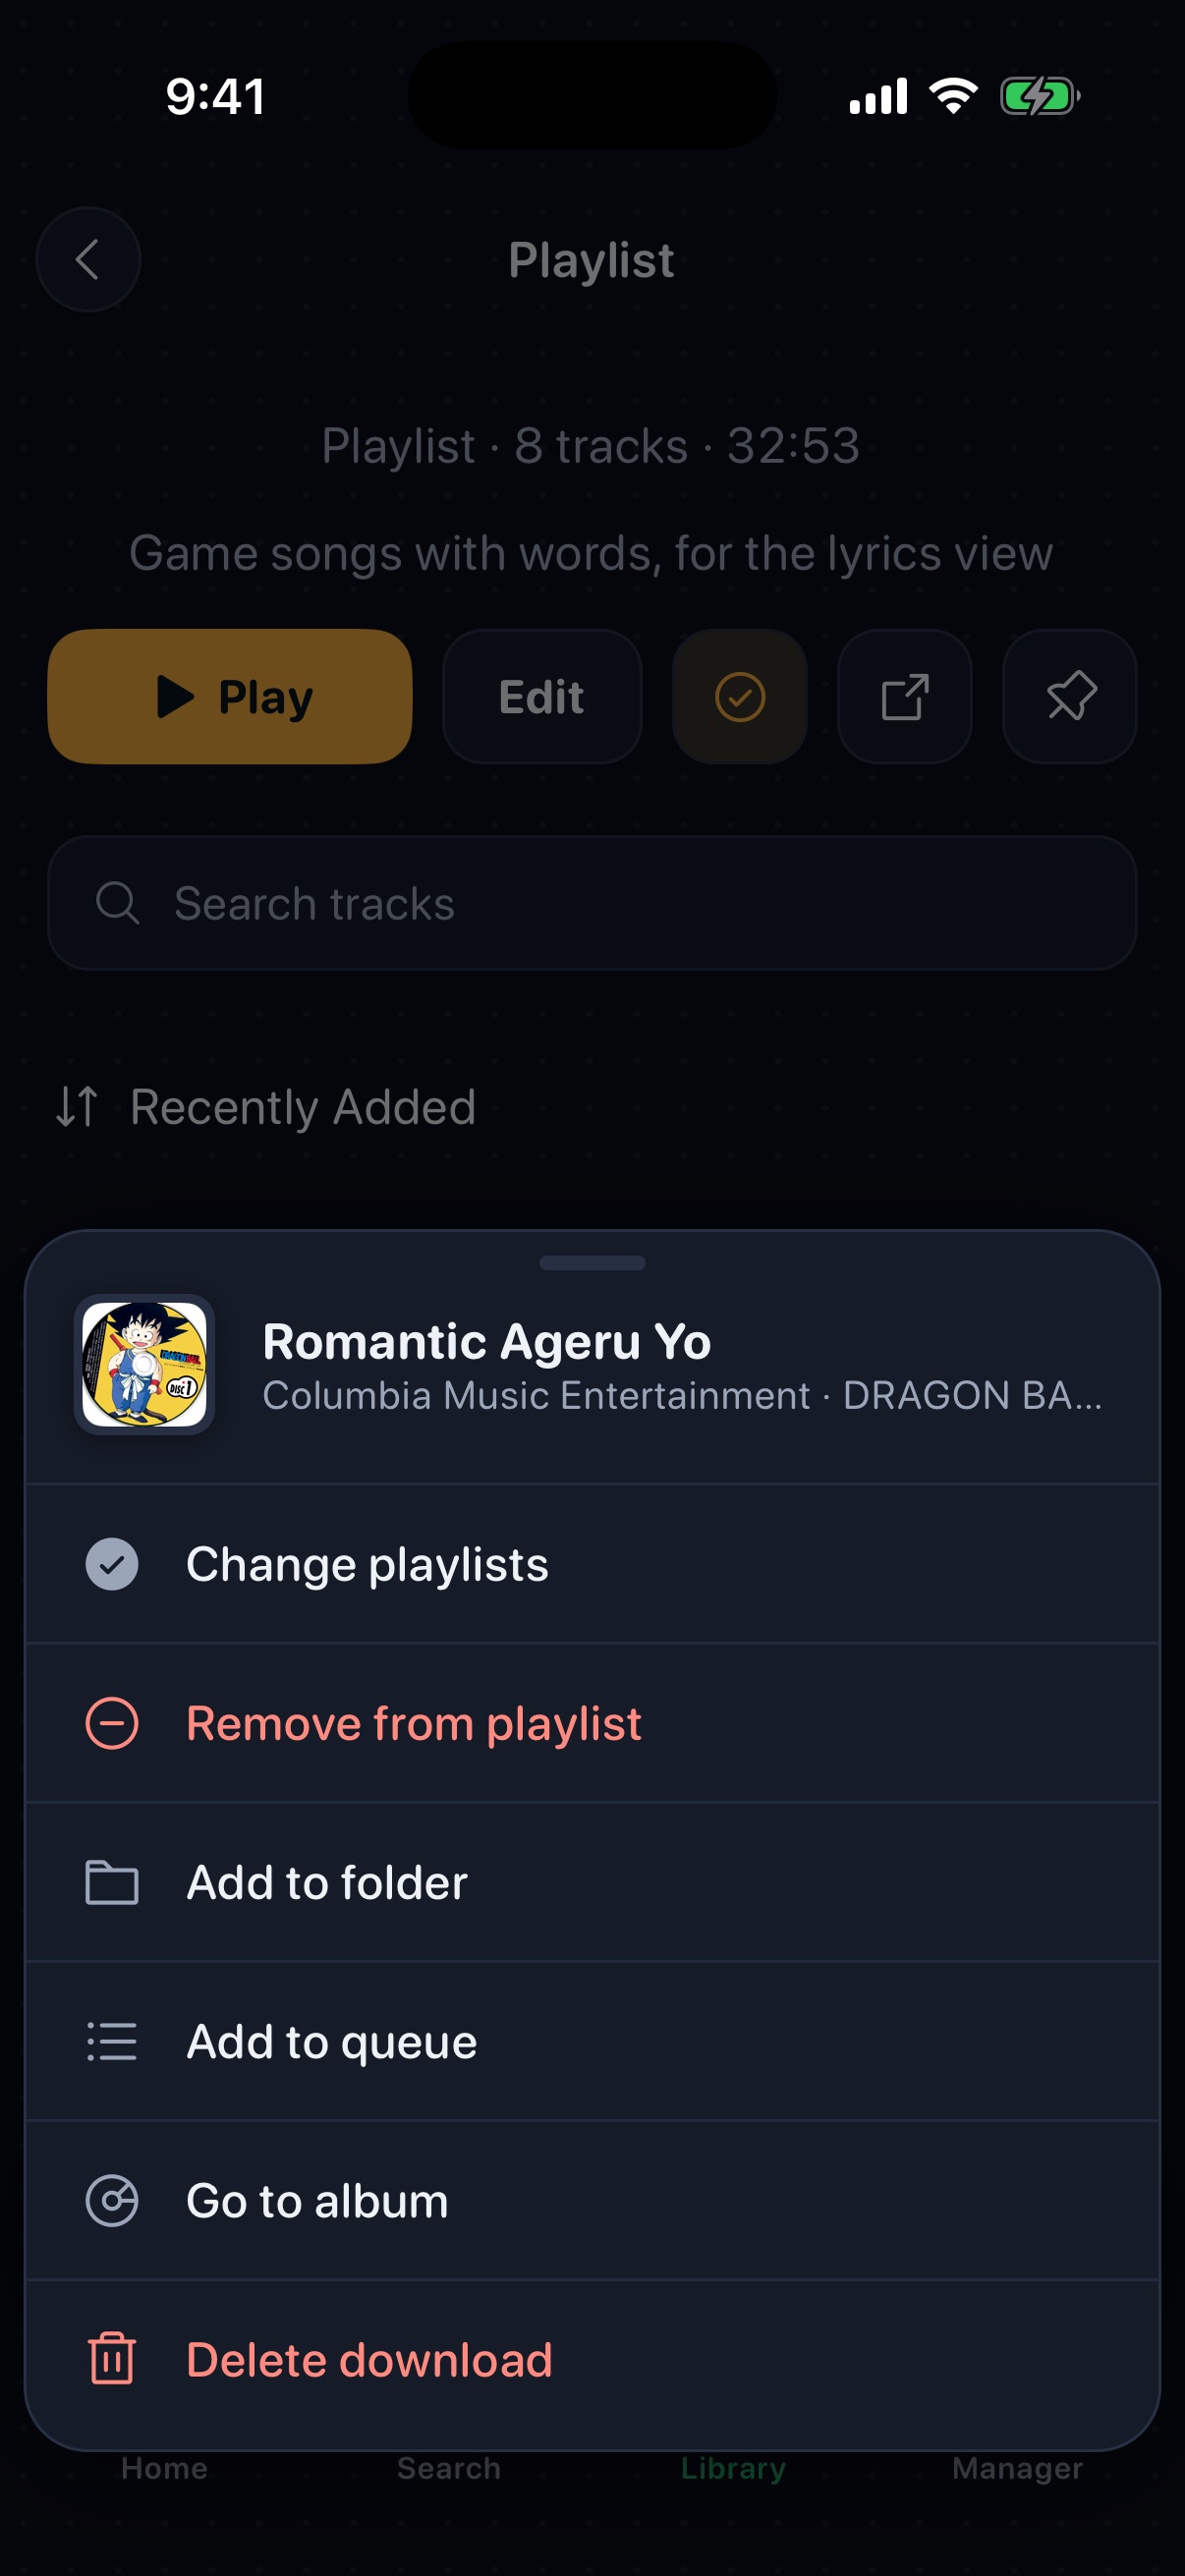 9:41
Playlist
Playlist · 8 tracks · 32:53
Game songs with words, for the lyrics view
Play
Edit
Search tracks
Recently Added
Romantic Ageru Yo
Columbia Music Entertainment · DRAGON BA...
DISC 1
Change playlists
Remove from playlist
Add to folder
Add to queue
Go to album
Delete download
Home
Search
Library
Manager